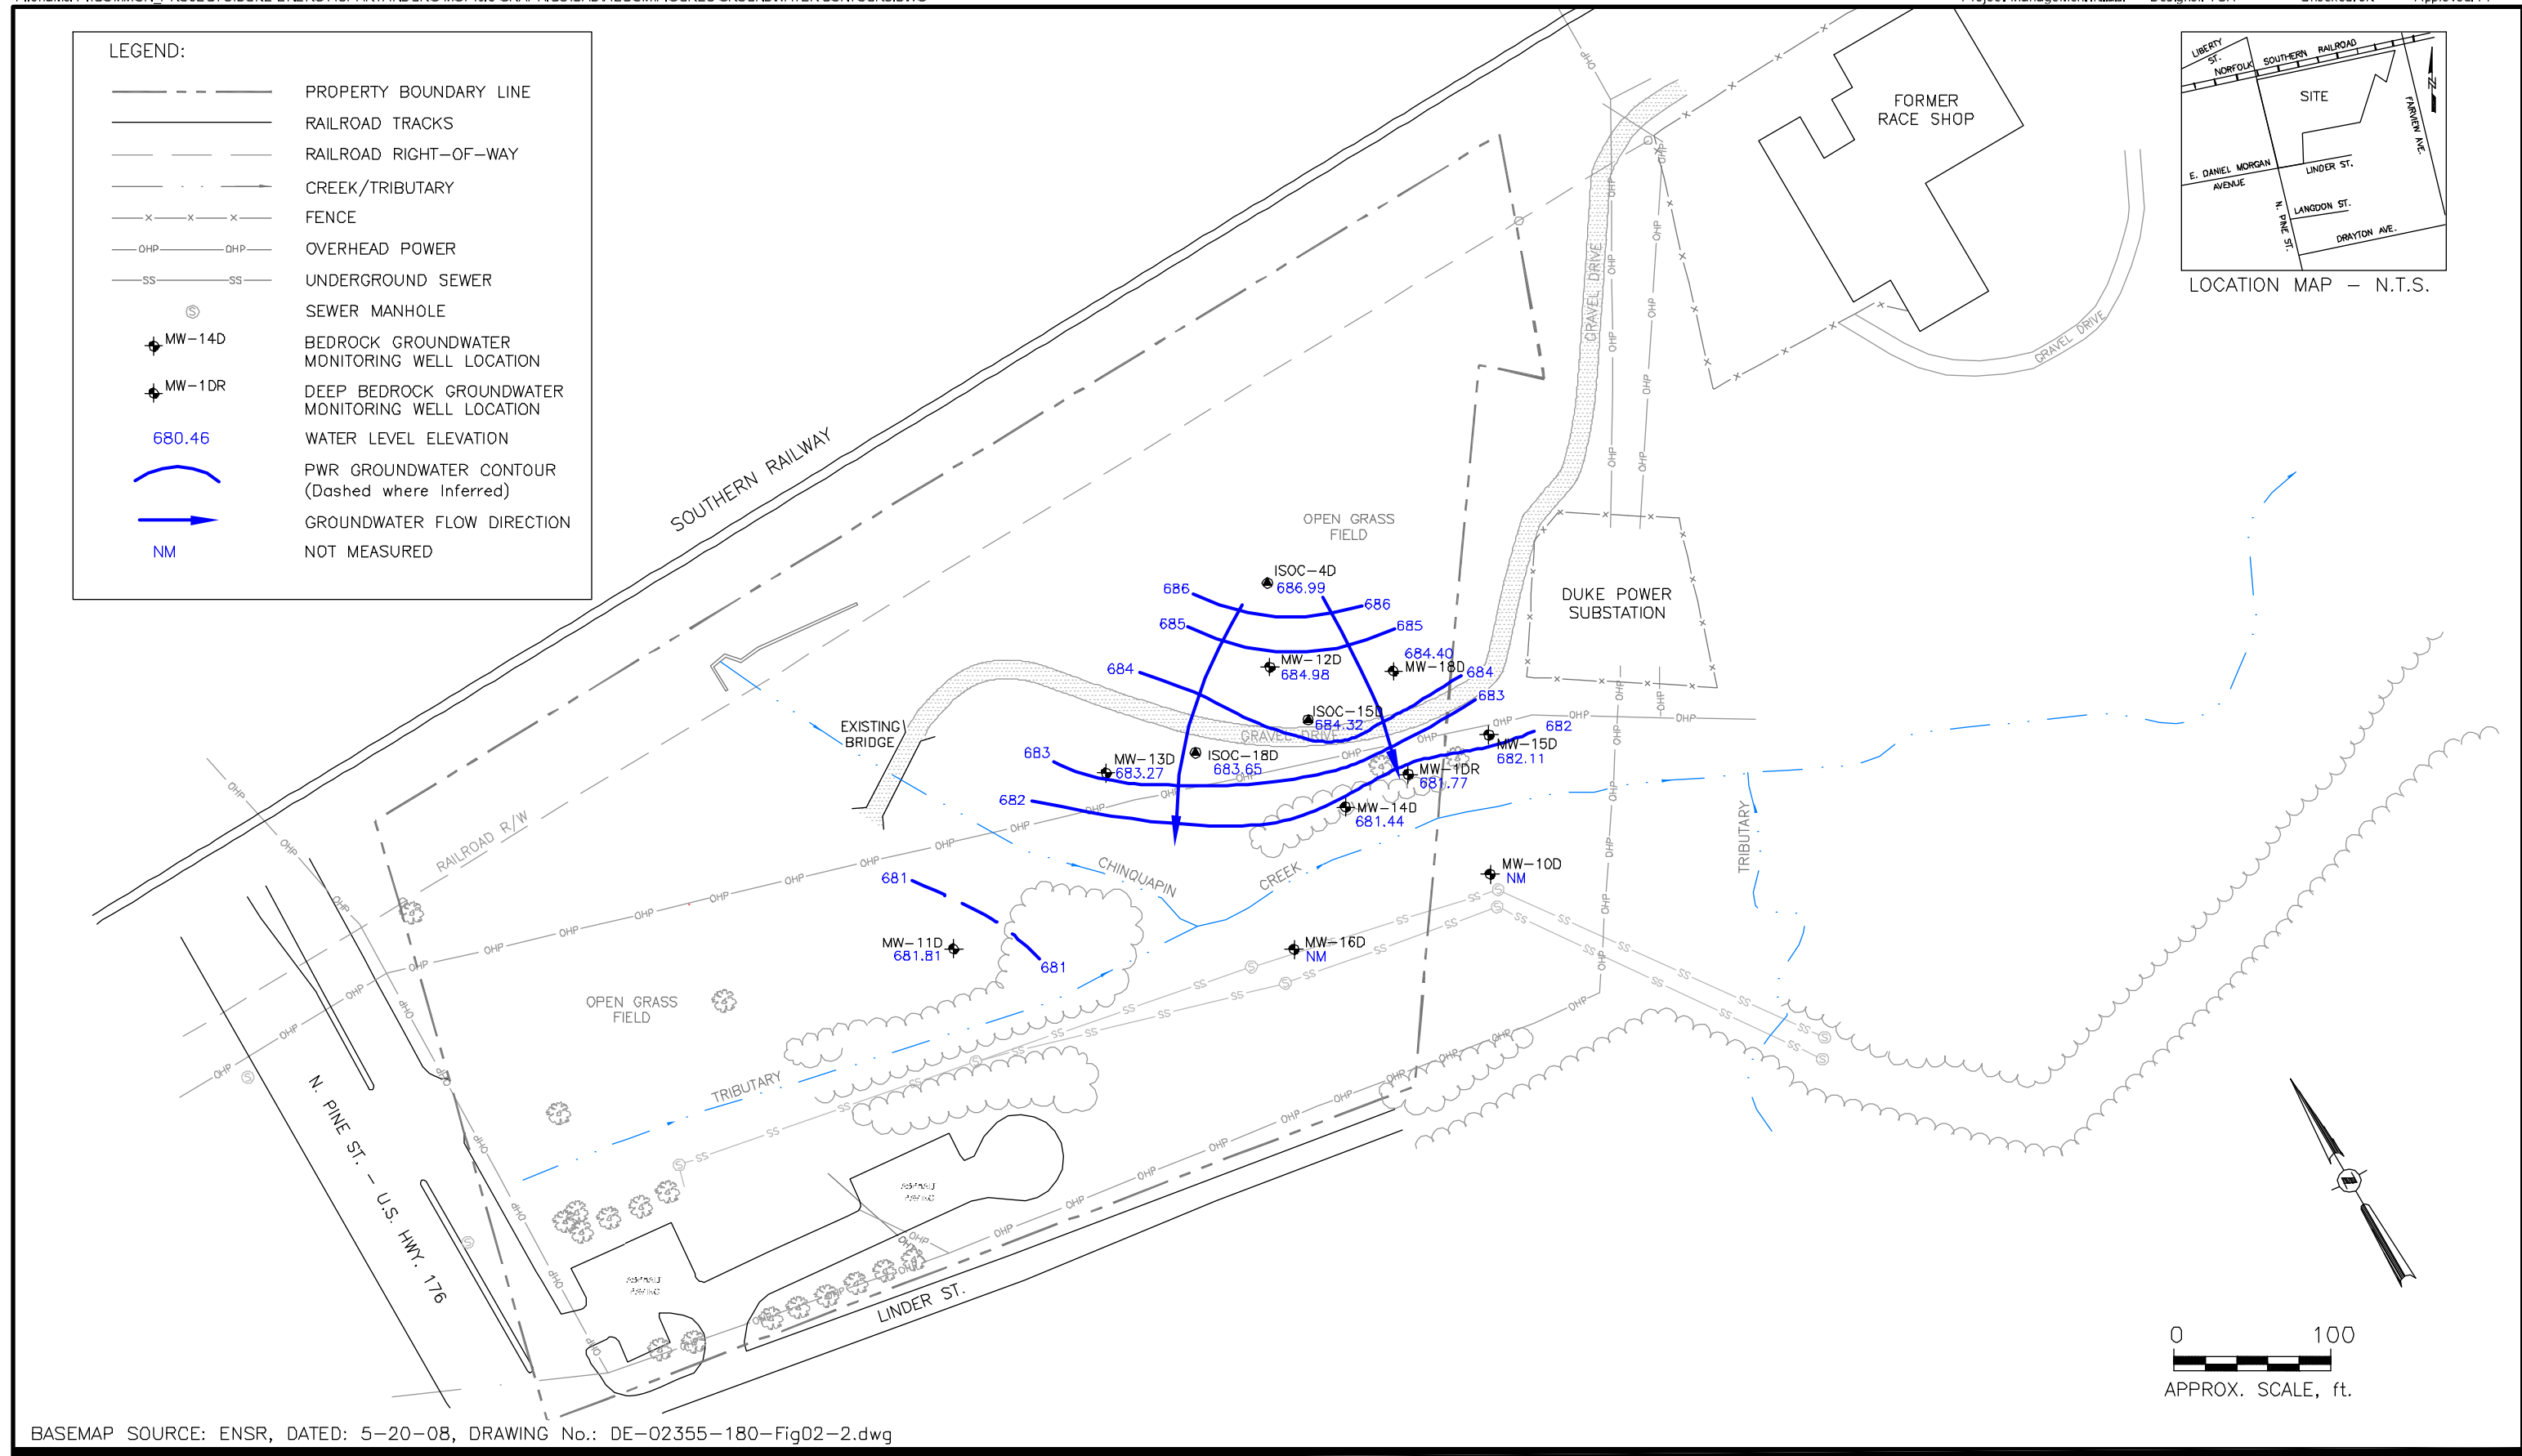 LEGEND:
PROPERTY BOUNDARY LINE
RAILROAD TRACKS
RAILROAD RIGHT-OF-WAY
CREEK/TRIBUTARY
x x x FENCE
OHP OHP OVERHEAD POWER
SS SS UNDERGROUND SEWER
S SEWER MANHOLE
MW-14D BEDROCK GROUNDWATER
MONITORING WELL LOCATION
MW-1DR DEEP BEDROCK GROUNDWATER
MONITORING WELL LOCATION
680.46 WATER LEVEL ELEVATION
PWR GROUNDWATER CONTOUR
(Dashed where Inferred)
GROUNDWATER FLOW DIRECTION
NM NOT MEASURED
LIBERTY
ST.
NORFOLK SOUTHERN RAILROAD
N
SITE
FAIRVIEW AVE.
E. DANIEL MORGAN
AVENUE
LINDER ST.
N. PINE ST.
LANGDON ST.
DRAYTON AVE.
LOCATION MAP - N.T.S.
FORMER
RACE SHOP
GRAVEL DRIVE
GRAVEL DRIVE
SOUTHERN RAILWAY
OPEN GRASS
FIELD
DUKE POWER
SUBSTATION
ISOC-4D
686.99
686
686
685
685
MW-12D
684.98
684.40
MW-18D
684
684
683
ISOC-15D
684.32
GRAVEL DRIVE
682
EXISTING
BRIDGE
683
MW-13D
683.27
ISOC-18D
683.65
MW-15D
682.11
MW-1DR
681.77
682
MW-14D
681.44
RAILROAD R/W
CHINQUAPIN
CREEK
TRIBUTARY
MW-10D
NM
681
MW-11D
681.81
681
MW-16D
NM
OPEN GRASS
FIELD
TRIBUTARY
N. PINE ST. - U.S. HWY. 176
LINDER ST.
0 100
APPROX. SCALE, ft.
BASEMAP SOURCE: ENSR, DATED: 5-20-08, DRAWING No.: DE-02355-180-Fig02-2.dwg